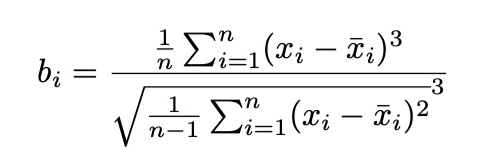 b_i = \frac{\frac{1}{n} \sum_{i=1}^{n} (x_i - \bar{x}_i)^3}{\sqrt{\frac{1}{n-1} \sum_{i=1}^{n} (x_i - \bar{x}_i)^2}^3}